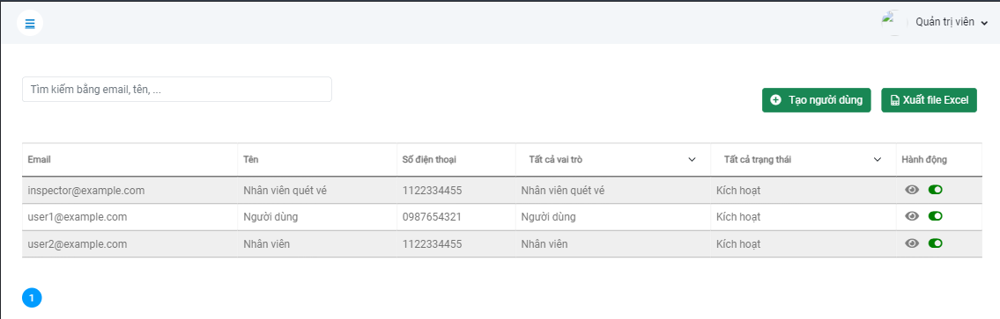 Quản trị viên
Tìm kiếm bằng email, tên, ...
Tạo người dùng Xuất file Excel
Email Tên Số điện thoại Tất cả vai trò Tất cả trạng thái Hành động
inspector@example.com Nhân viên quét vé 1122334455 Nhân viên quét vé Kích hoạt
user1@example.com Người dùng 0987654321 Người dùng Kích hoạt
user2@example.com Nhân viên 1122334455 Nhân viên Kích hoạt
1